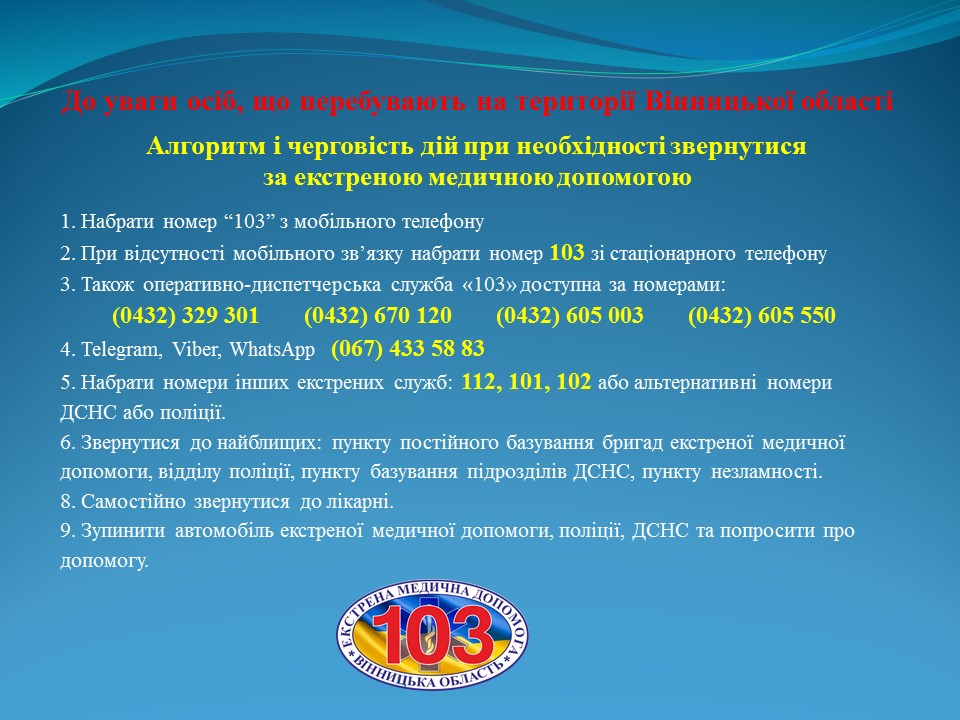 До уваги осіб, що перебувають на території Вінницької області
Алгоритм і черговість дій при необхідності звернутися
за екстреною медичною допомогою
1. Набрати номер “103” з мобільного телефону
2. При відсутності мобільного зв’язку набрати номер 103 зі стаціонарного телефону
3. Також оперативно-диспетчерська служба «103» доступна за номерами:
(0432) 329 301 (0432) 670 120 (0432) 605 003 (0432) 605 550
4. Telegram, Viber, WhatsApp (067) 433 58 83
5. Набрати номери інших екстрених служб: 112, 101, 102 або альтернативні номери
ДСНС або поліції.
6. Звернутися до найблищих: пункту постійного базування бригад екстреної медичної
допомоги, відділу поліції, пункту базування підрозділів ДСНС, пункту незламності.
8. Самостійно звернутися до лікарні.
9. Зупинити автомобіль екстреної медичної допомоги, поліції, ДСНС та попросити про
допомогу.
ЕКСТРЕНА МЕДИЧНА ДОПОМОГА
103
* ВІННИЦЬКА ОБЛАСТЬ *